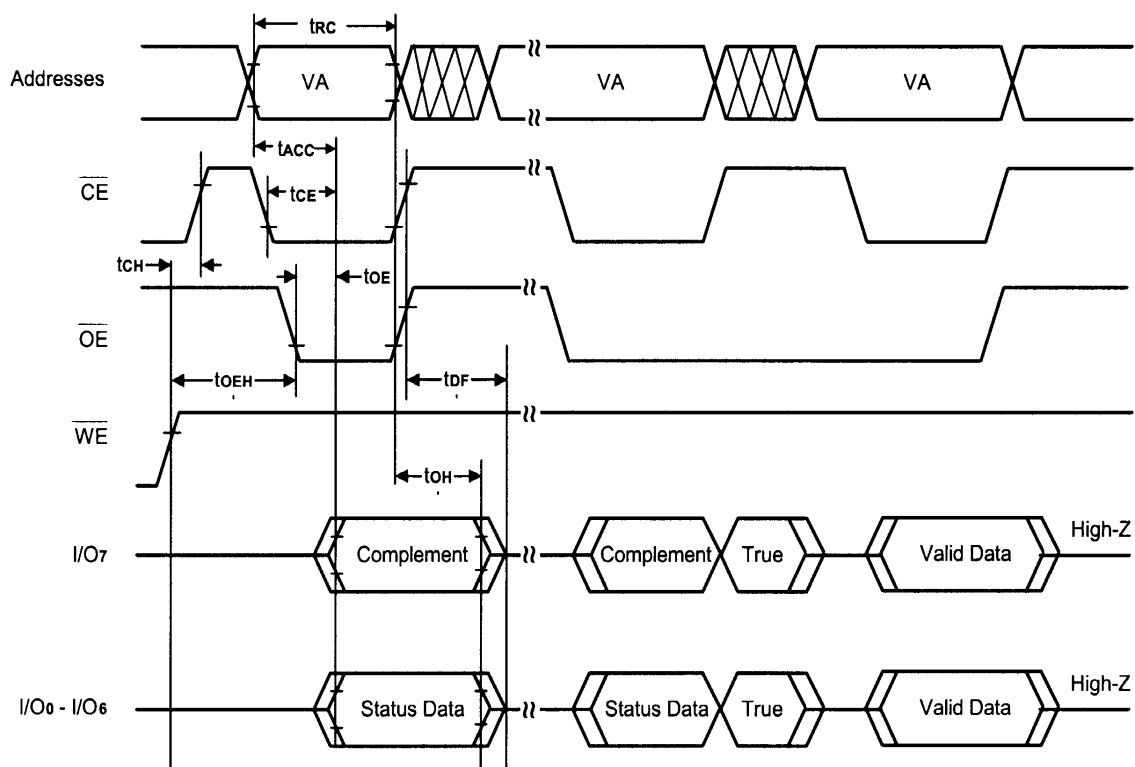 tRC
Addresses VA VA VA
tACC
CE tCE
tCH tOE
OE
tOEH tDF
WE
tOH
High-Z
I/O7 Complement Complement True Valid Data
High-Z
I/O0 - I/O6 Status Data Status Data True Valid Data